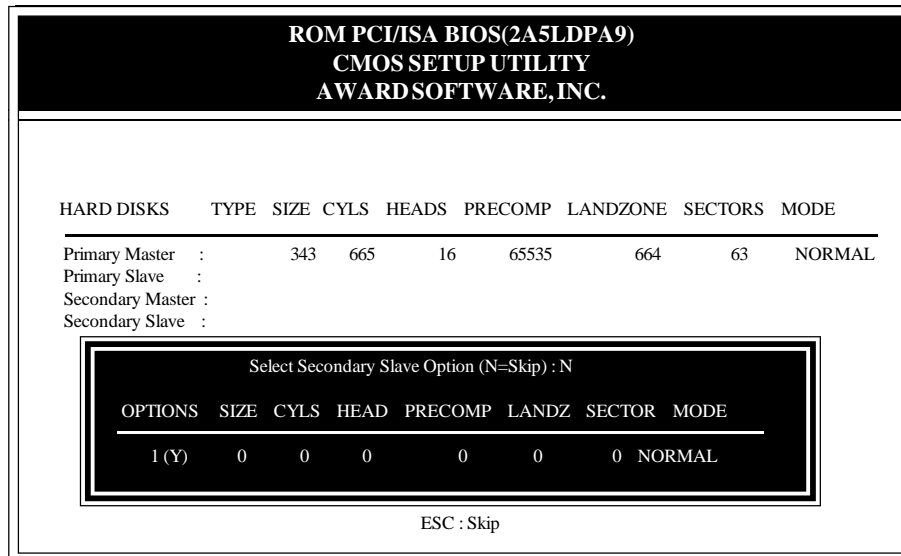 ROM PCI/ISA BIOS(2A5LDPA9)
CMOS SETUP UTILITY
AWARD SOFTWARE, INC.
HARD DISKS TYPE SIZE CYLS HEADS PRECOMP LANDZONE SECTORS MODE
Primary Master : 343 665 16 65535 664 63 NORMAL
Primary Slave :
Secondary Master :
Secondary Slave :
Select Secondary Slave Option (N=Skip) : N
OPTIONS SIZE CYLS HEAD PRECOMP LANDZ SECTOR MODE
1 (Y) 0 0 0 0 0 0 NORMAL
ESC : Skip